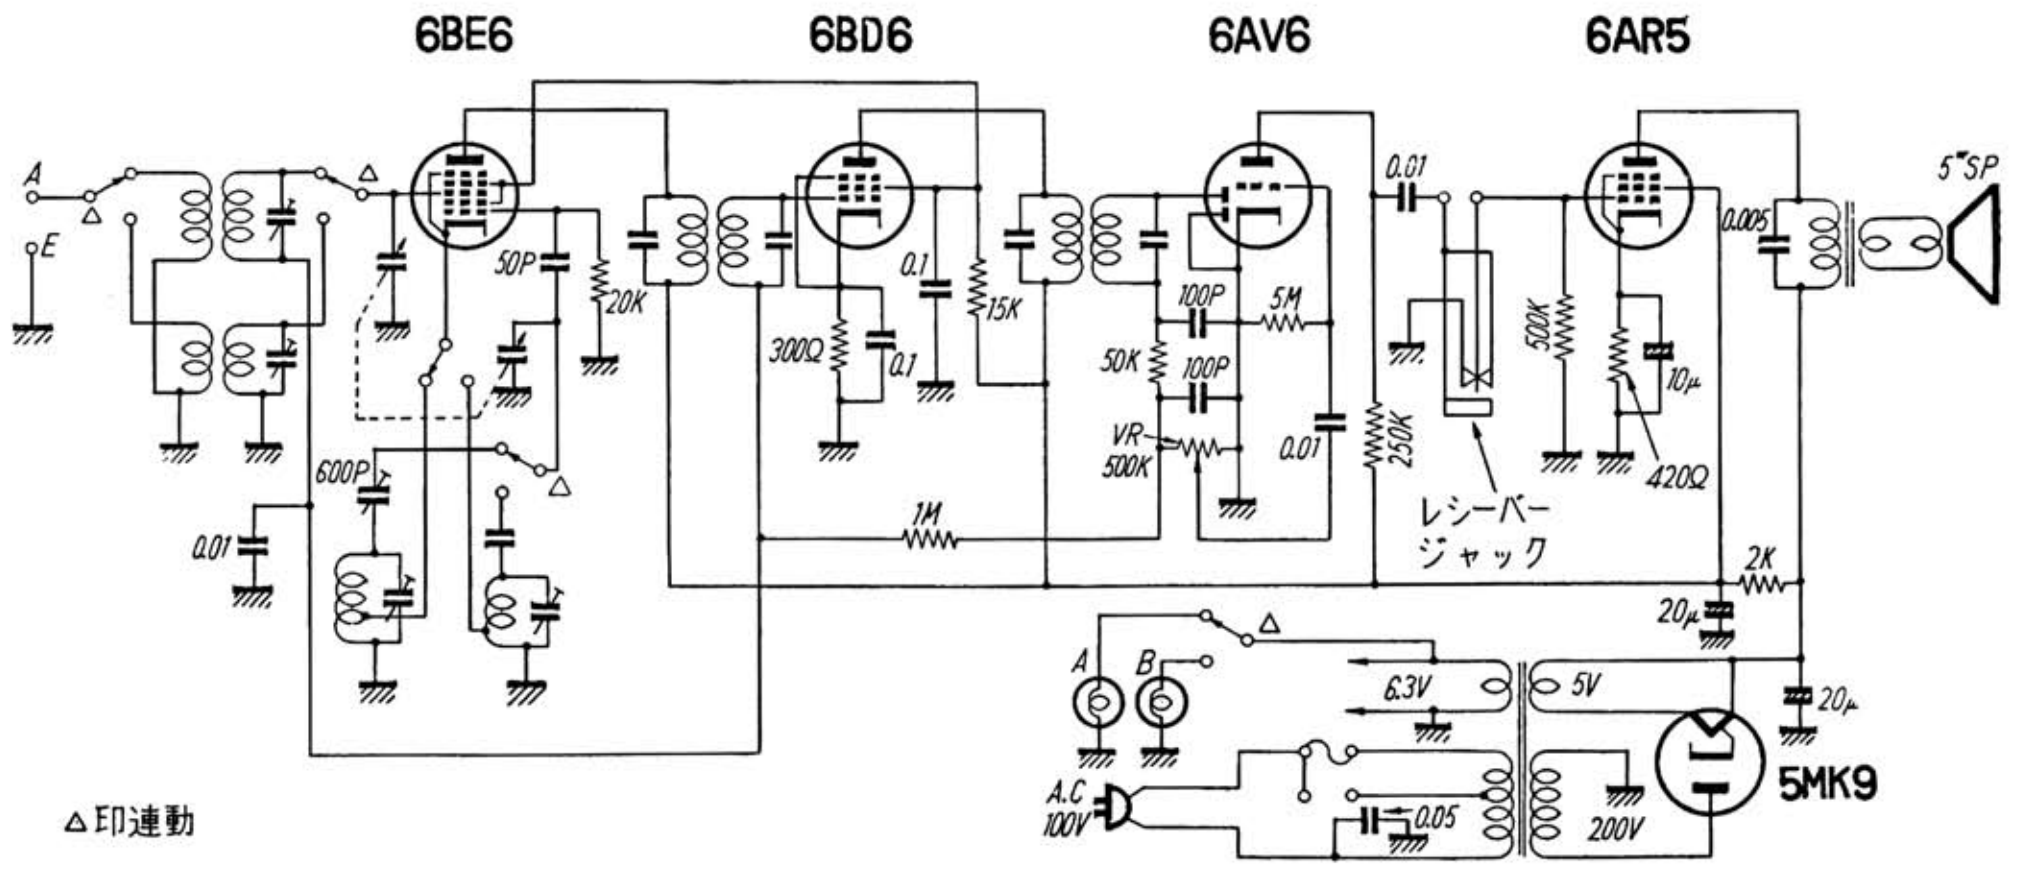 6BE6
6BD6
6AV6
6AR5
A
E
△
△
50P
20K
0.1
15K
300Ω
0.1
100P
5M
50K
100P
VR
500K
0.01
0.01
250K
500K
10μ
420Ω
レシーバー
ジャック
0.005
5"SP
600P
△
0.01
1M
2K
20μ
20μ
△
A
B
6.3V
5V
5MK9
A.C
100V
0.05
200V
△印連動